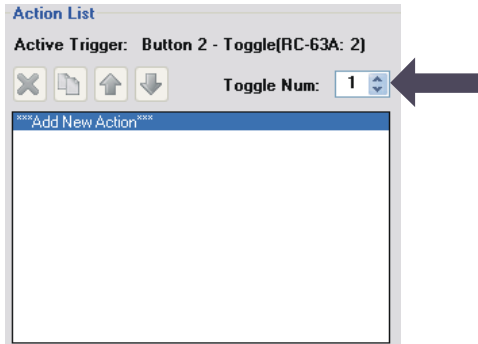 Action List
Active Trigger: Button 2 - Toggle(RC-63A: 2)
Toggle Num: 1
***Add New Action***